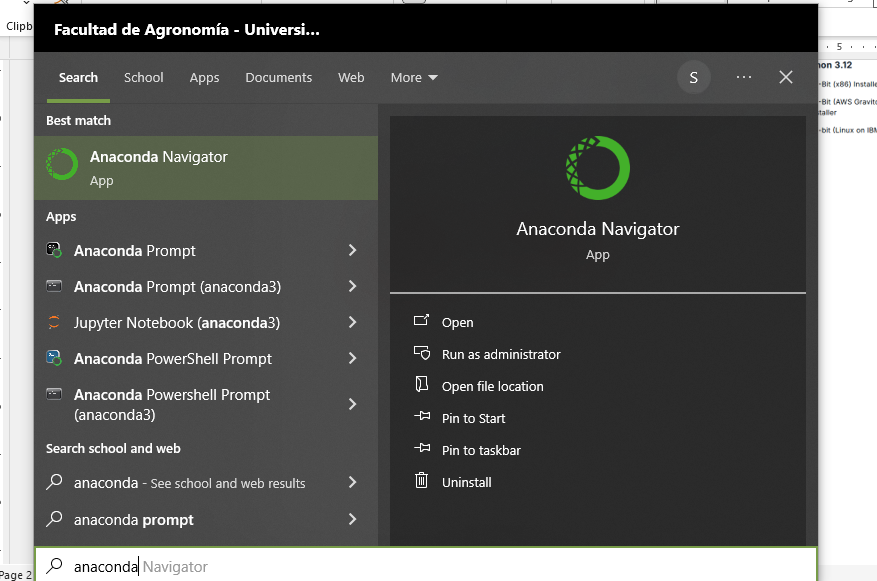 Clipb
Facultad de Agronomía - Universi...
Search School Apps Documents Web More
S
Best match
Anaconda Navigator
App
Apps
Anaconda Prompt
Anaconda Prompt (anaconda3)
Jupyter Notebook (anaconda3)
Anaconda PowerShell Prompt
Anaconda Powershell Prompt
(anaconda3)
Search school and web
anaconda - See school and web results
anaconda prompt
anaconda Navigator
Anaconda Navigator
App
Open
Run as administrator
Open file location
Pin to Start
Pin to taskbar
Uninstall
5
hon 3.12
-Bit (x86) Installe
-Bit (AWS Gravito
taller
-bit (Linux on IBM
Page 2